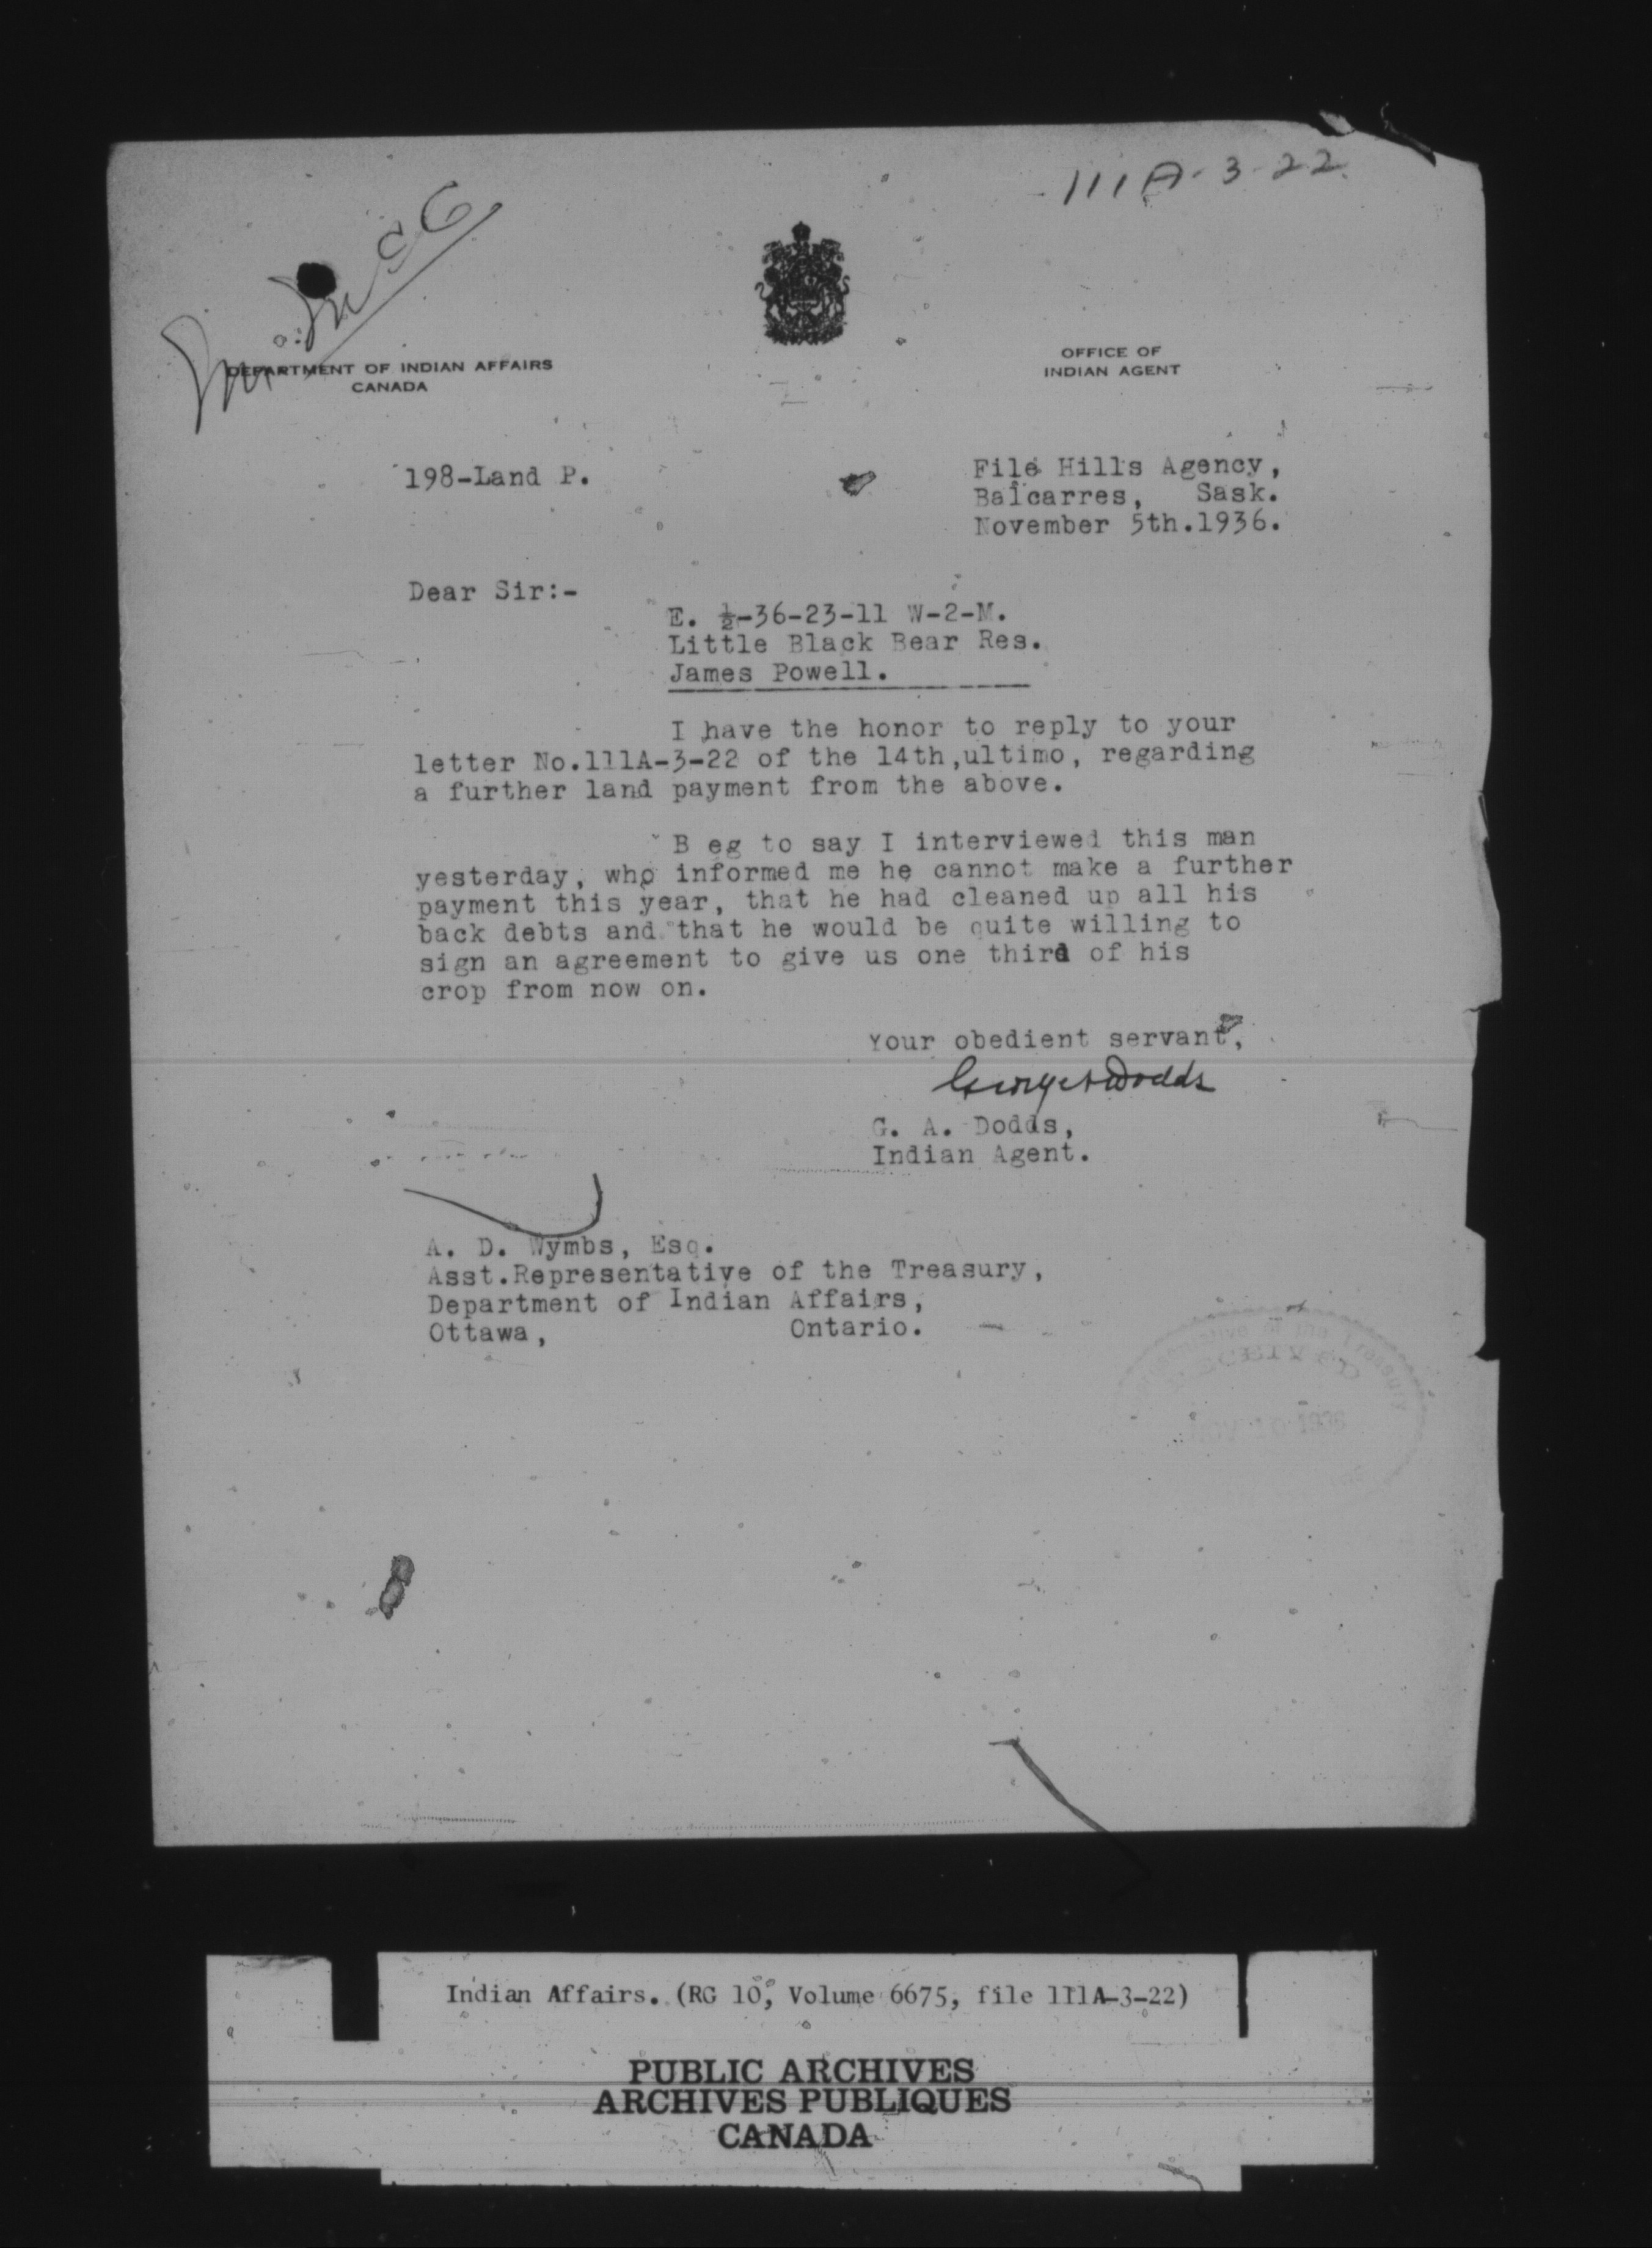 111A-3-22.
DEPARTMENT OF INDIAN AFFAIRS
CANADA
OFFICE OF
INDIAN AGENT
198-Land P.
File Hills Agency,
Balcarres, Sask.
November 5th.1936.
Dear Sir:-
E. ½-36-23-11 W-2-M.
Little Black Bear Res.
James Powell.
I have the honor to reply to your
letter No.111A-3-22 of the 14th,ultimo, regarding
a further land payment from the above.
B eg to say I interviewed this man
yesterday, who informed me he cannot make a further
payment this year, that he had cleaned up all his
back debts and that he would be quite willing to
sign an agreement to give us one third of his
crop from now on.
Your obedient servant,
George A Dodds
G. A. Dodds,
Indian Agent.
A. D. Wymbs, Esq.
Asst.Representative of the Treasury,
Department of Indian Affairs,
Ottawa, Ontario.
Indian Affairs. (RG 10, Volume 6675, file 111A-3-22)
PUBLIC ARCHIVES
ARCHIVES PUBLIQUES
CANADA